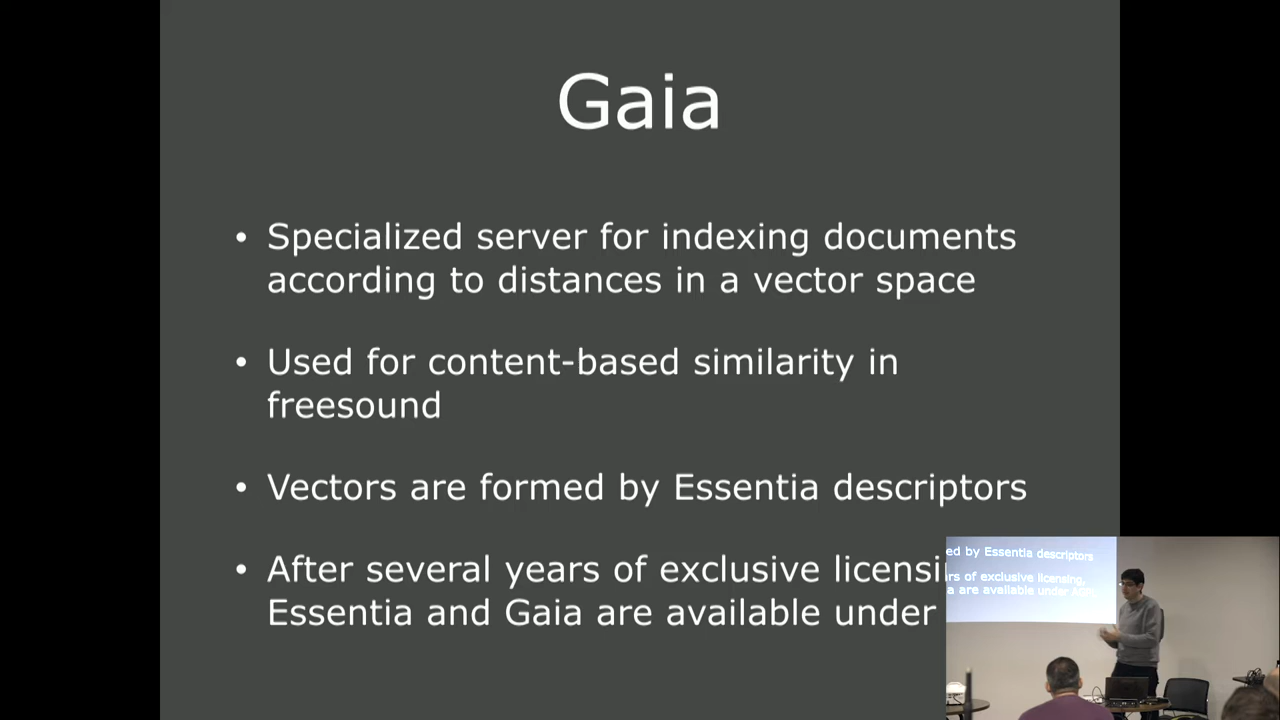 Gaia
• Specialized server for indexing documents
according to distances in a vector space
• Used for content-based similarity in
freesound
• Vectors are formed by Essentia descriptors
• After several years of exclusive licensi
Essentia and Gaia are available under
ed by Essentia descriptors
rs of exclusive licensing,
a are available under